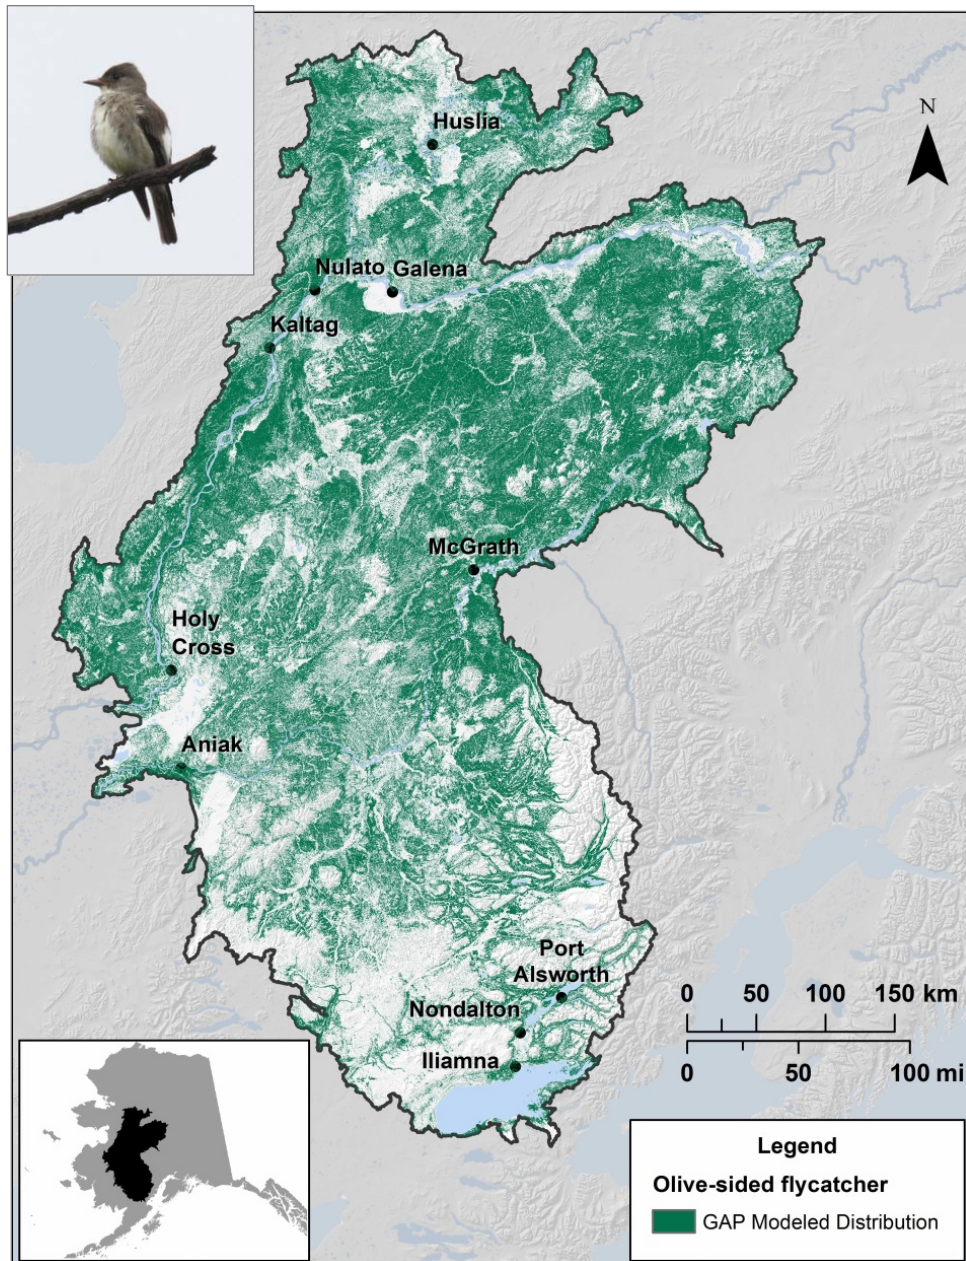 Huslia
N
Nulato
Galena
Kaltag
McGrath
Holy
Cross
Aniak
Port
Alsworth
Nondalton
Iliamna
0 50 100 150 km
0 50 100 mi
Legend
Olive-sided flycatcher
GAP Modeled Distribution